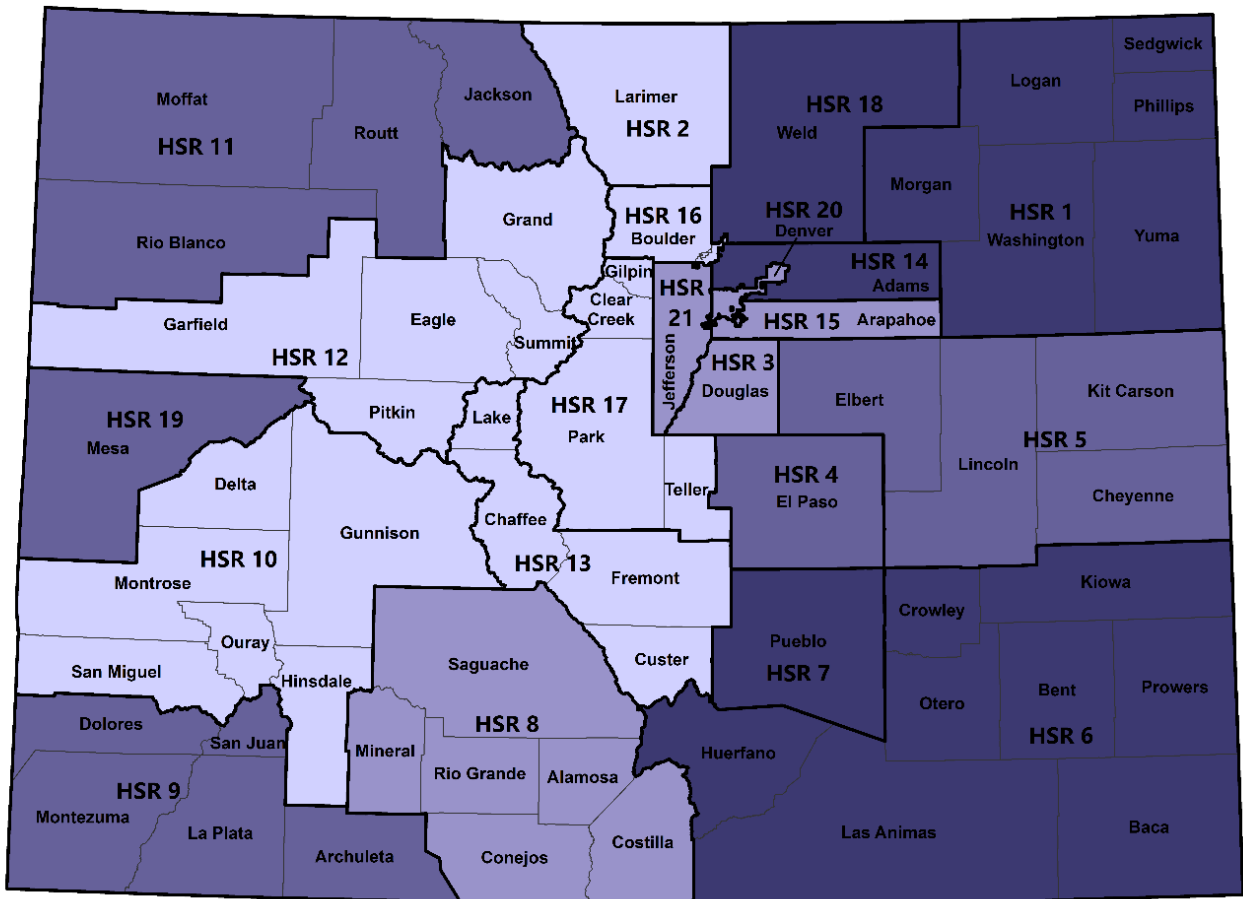 Sedgwick
Logan
Moffat
Jackson
Larimer
HSR 18
Phillips
HSR 11
Routt
HSR 2
Weld
Morgan
HSR 20
Denver
HSR 1
Washington
Yuma
Grand
HSR 16
Boulder
Rio Blanco
HSR 14
Adams
Gilpin
HSR
21
Jefferson
Clear
Creek
Garfield
Eagle
HSR 15
Arapahoe
HSR 12
Summit
HSR 3
Douglas
Kit Carson
HSR 19
Mesa
Pitkin
Lake
HSR 17
Park
Elbert
HSR 5
Lincoln
Delta
Teller
HSR 4
El Paso
Cheyenne
Gunnison
Chaffee
HSR 10
HSR 13
Montrose
Fremont
Kiowa
Crowley
Ouray
Pueblo
HSR 7
San Miguel
Hinsdale
Saguache
Custer
Otero
Bent
Prowers
HSR 6
Dolores
San Juan
HSR 8
Mineral
Huerfano
Rio Grande
Alamosa
HSR 9
Montezuma
La Plata
Archuleta
Conejos
Costilla
Las Animas
Baca